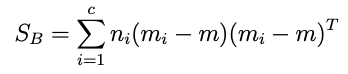 $S_B = \sum_{i=1}^{c} n_i (m_i - m)(m_i - m)^T$